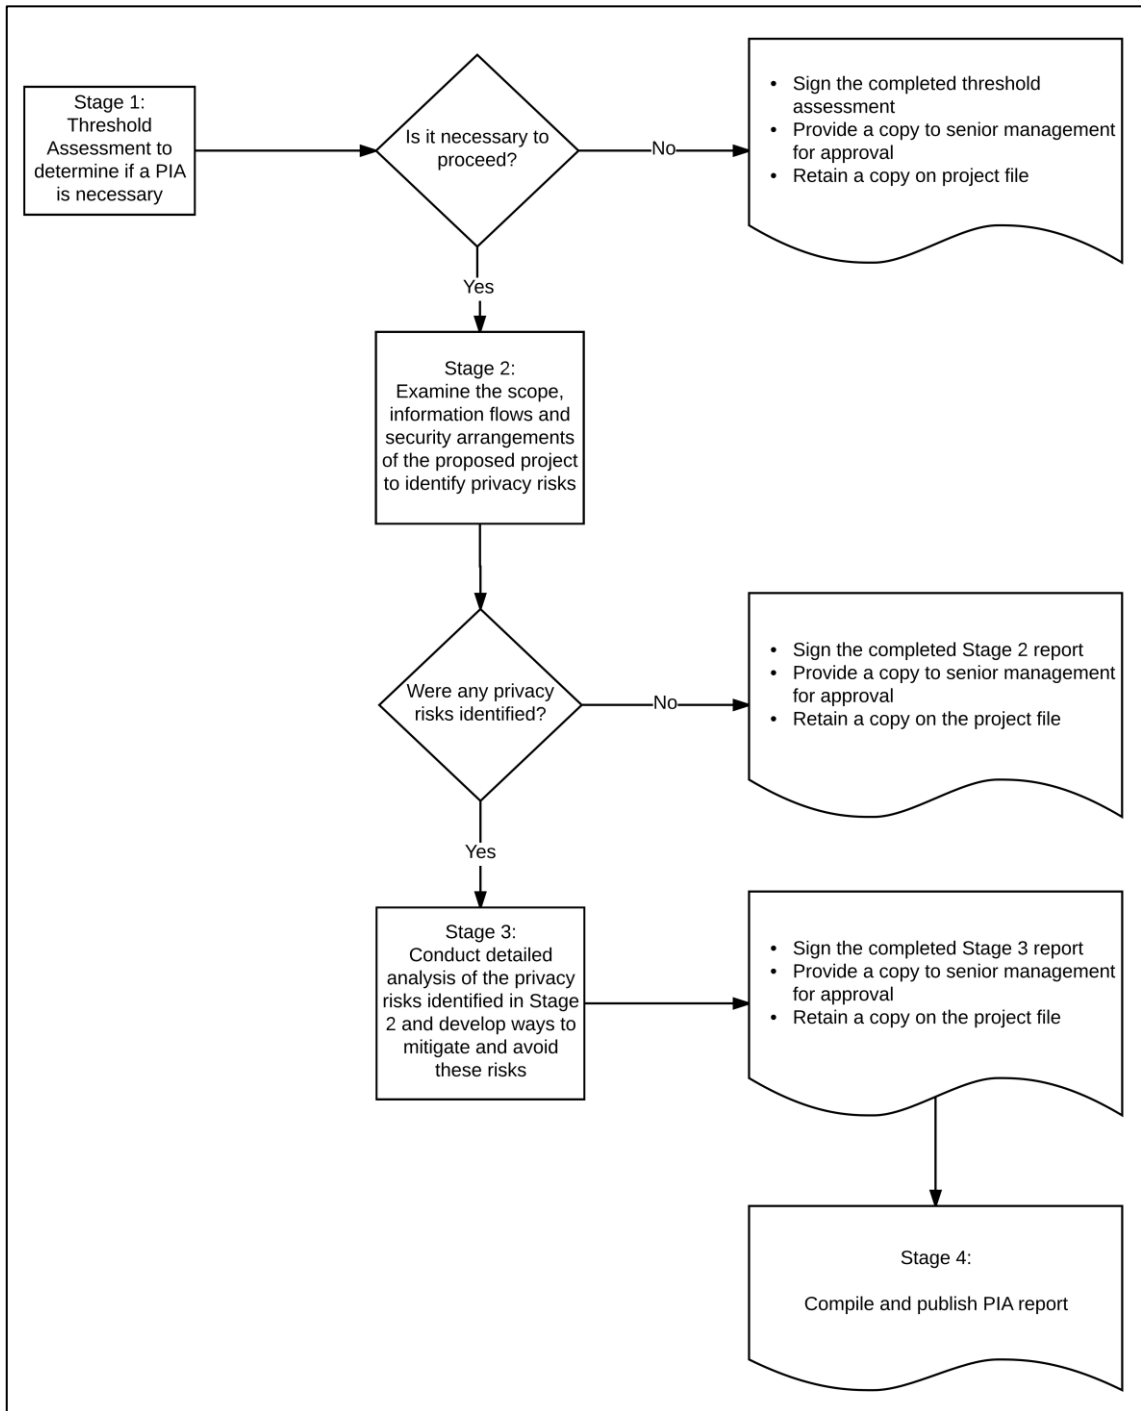 Stage 1:
Threshold
Assessment to
determine if a PIA
is necessary
Is it necessary to
proceed?
No
• Sign the completed threshold
assessment
• Provide a copy to senior management
for approval
• Retain a copy on project file
Yes
Stage 2:
Examine the scope,
information flows and
security arrangements
of the proposed project
to identify privacy risks
Were any privacy
risks identified?
No
• Sign the completed Stage 2 report
• Provide a copy to senior management
for approval
• Retain a copy on the project file
Yes
Stage 3:
Conduct detailed
analysis of the privacy
risks identified in Stage
2 and develop ways to
mitigate and avoid
these risks
• Sign the completed Stage 3 report
• Provide a copy to senior management
for approval
• Retain a copy on the project file
Stage 4:
Compile and publish PIA report